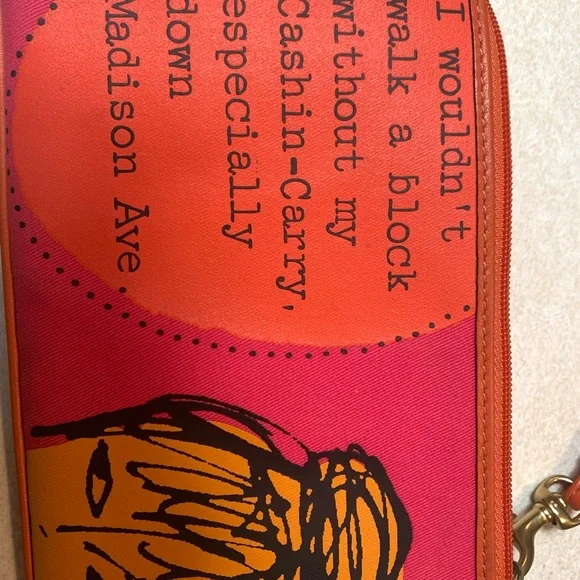 I wouldn't
walk a block
without my
Cashin-Carry,
especially
down
Madison Ave.